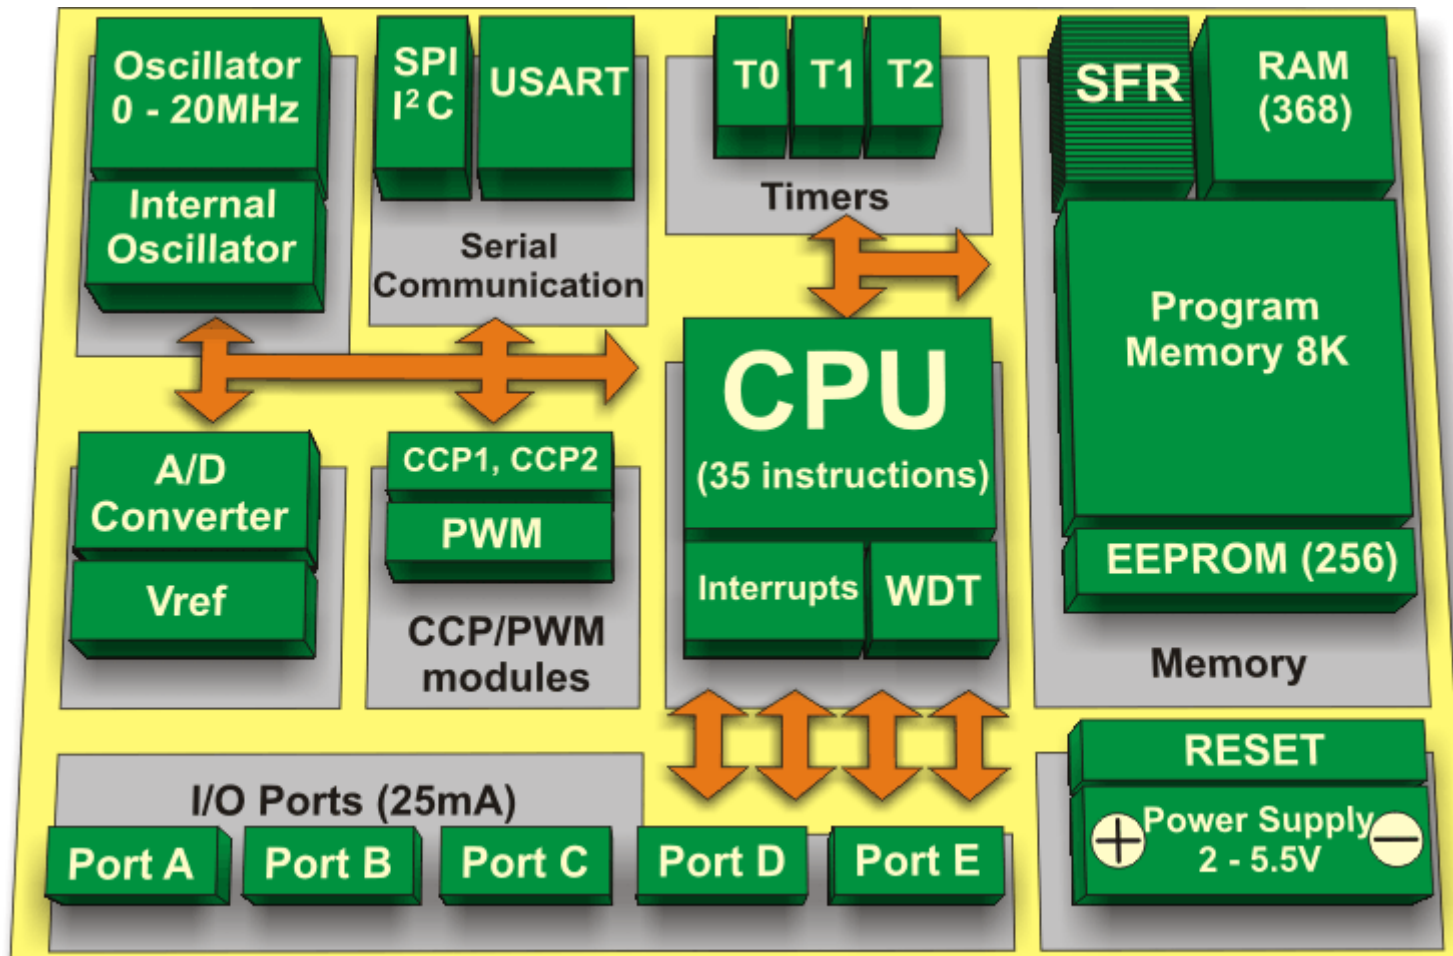 Oscillator
0 - 20MHz
Internal
Oscillator
SPI
I² C
USART
Serial
Communication
T0
T1
T2
Timers
SFR
RAM
(368)
Program
Memory 8K
EEPROM (256)
Memory
CPU
(35 instructions)
Interrupts
WDT
A/D
Converter
Vref
CCP1, CCP2
PWM
CCP/PWM
modules
I/O Ports (25mA)
Port A
Port B
Port C
Port D
Port E
RESET
+
Power Supply
2 - 5.5V
−